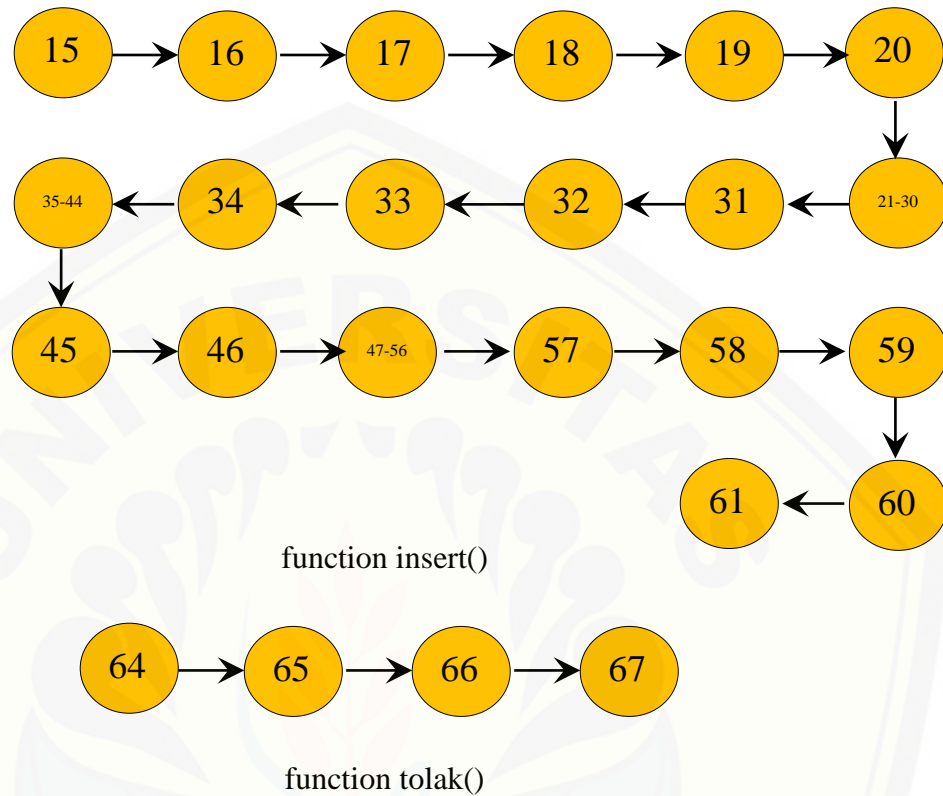 15 16 17 18 19 20
35-44 34 33 32 31 21-30
45 46 47-56 57 58 59
61 60
function insert()
64 65 66 67
function tolak()
UNIVERSITAS